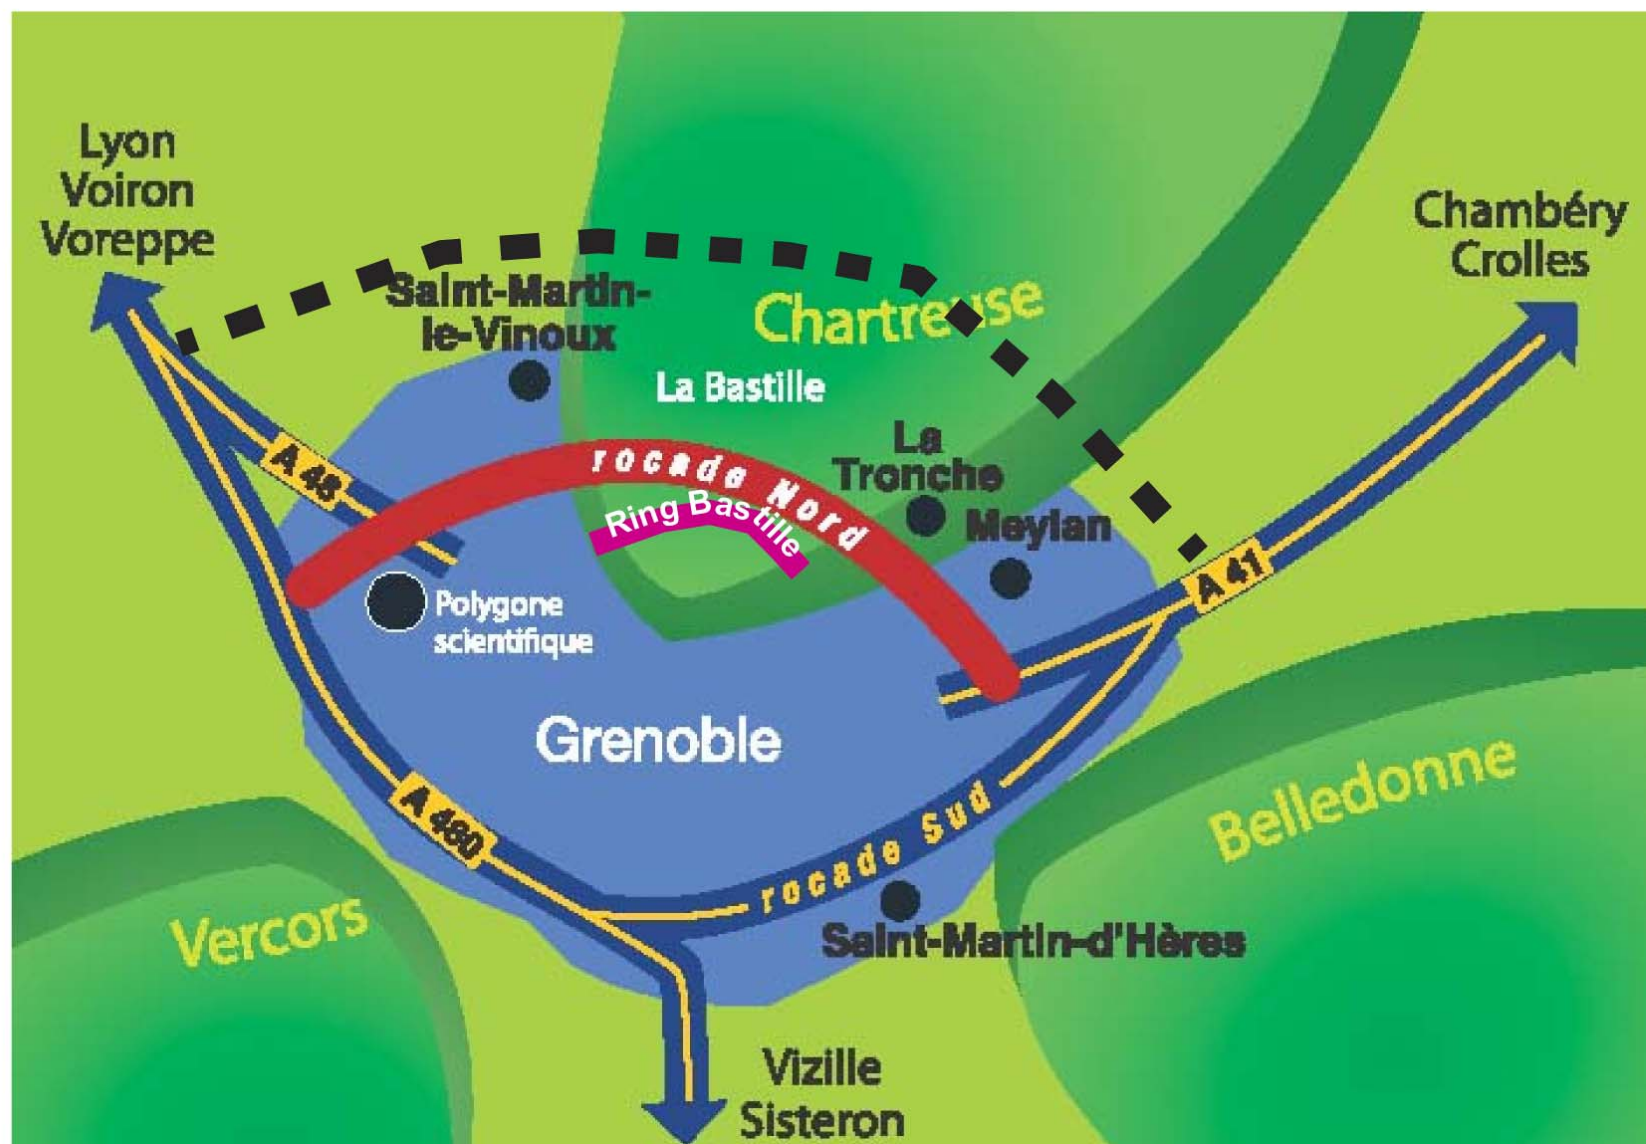 Lyon
Voiron
Voreppe
Chambéry
Crolles
Saint-Martin-
le-Vinoux
Chartreuse
La Bastille
La
Tronche
A 48
rocade Nord
Ring Bastille
Meylan
A 41
Polygone
scientifique
Grenoble
Belledonne
A 480
rocade Sud
Vercors
Saint-Martin-d'Hères
Vizille
Sisteron